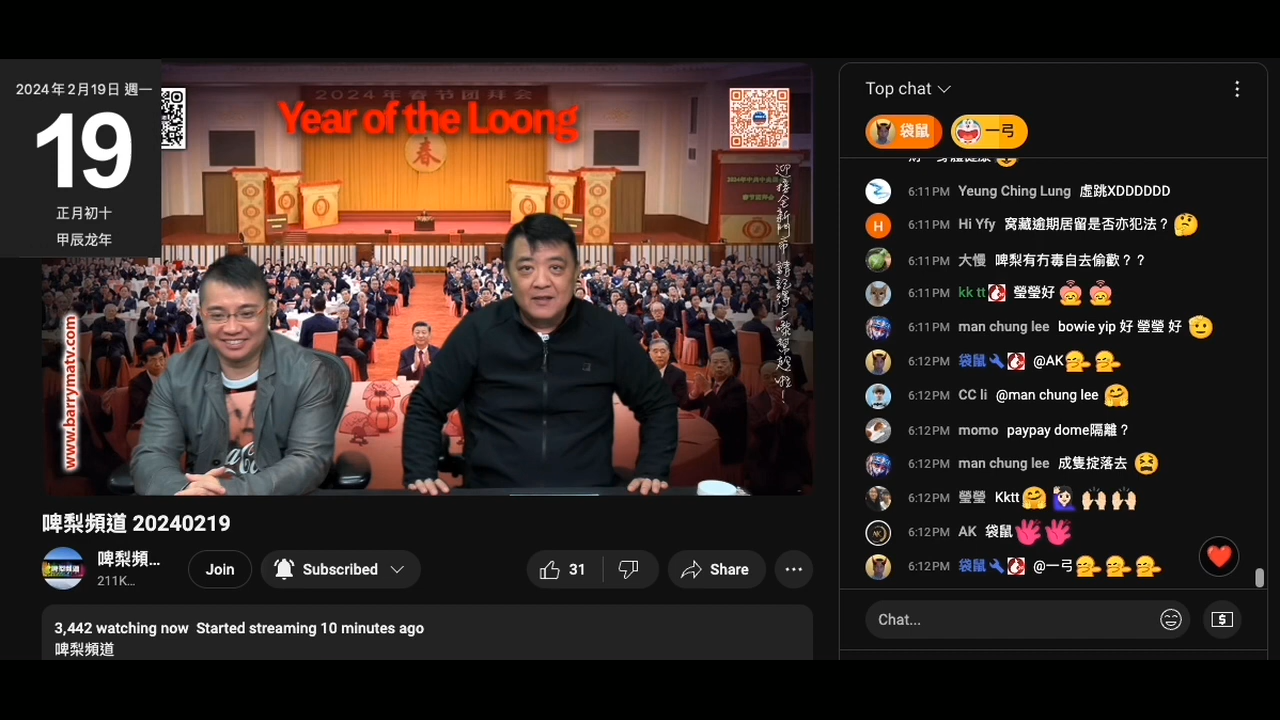 2024年2月19日 週一
19
正月初十
甲辰龙年
2024年春节团拜会
Year of the Loong
春
www.barrymatv.com
啤梨頻道 20240219
啤梨頻...
211K...
Join
Subscribed
31
Share
3,442 watching now Started streaming 10 minutes ago
啤梨頻道
Top chat
袋鼠
一弓
6:11 PM Yeung Ching Lung 虛跳XDDDDDD
6:11 PM Hi Yfy 窩藏逾期居留是否亦犯法？🤔
6:11 PM 大慢 啤梨有冇毒自去偷歡？？
6:11 PM kk tt 瑩瑩好
6:11 PM man chung lee bowie yip 好 瑩瑩 好 🫡
6:12 PM 袋鼠 @AK
6:12 PM CC li @man chung lee 🤗
6:12 PM momo paypay dome隔離？
6:12 PM man chung lee 成隻掟落去 😫
6:12 PM 瑩瑩 Kktt🤗🙋🏻‍♀️🙌🏻🙌🏻
6:12 PM AK 袋鼠
6:12 PM 袋鼠 @一弓
Chat...